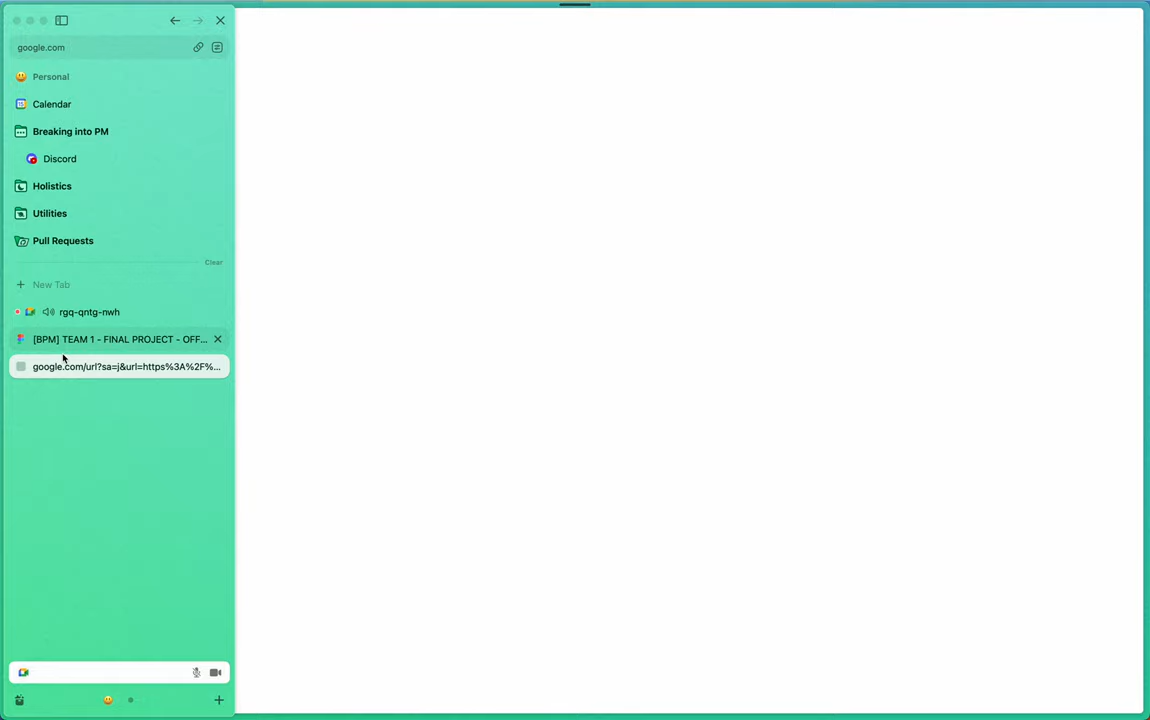 google.com
Personal
Calendar
Breaking into PM
Discord
Holistics
Utilities
Pull Requests
Clear
New Tab
rgq-qntg-nwh
[BPM] TEAM 1 - FINAL PROJECT - OFF...
google.com/url?sa=j&url=https%3A%2F%...